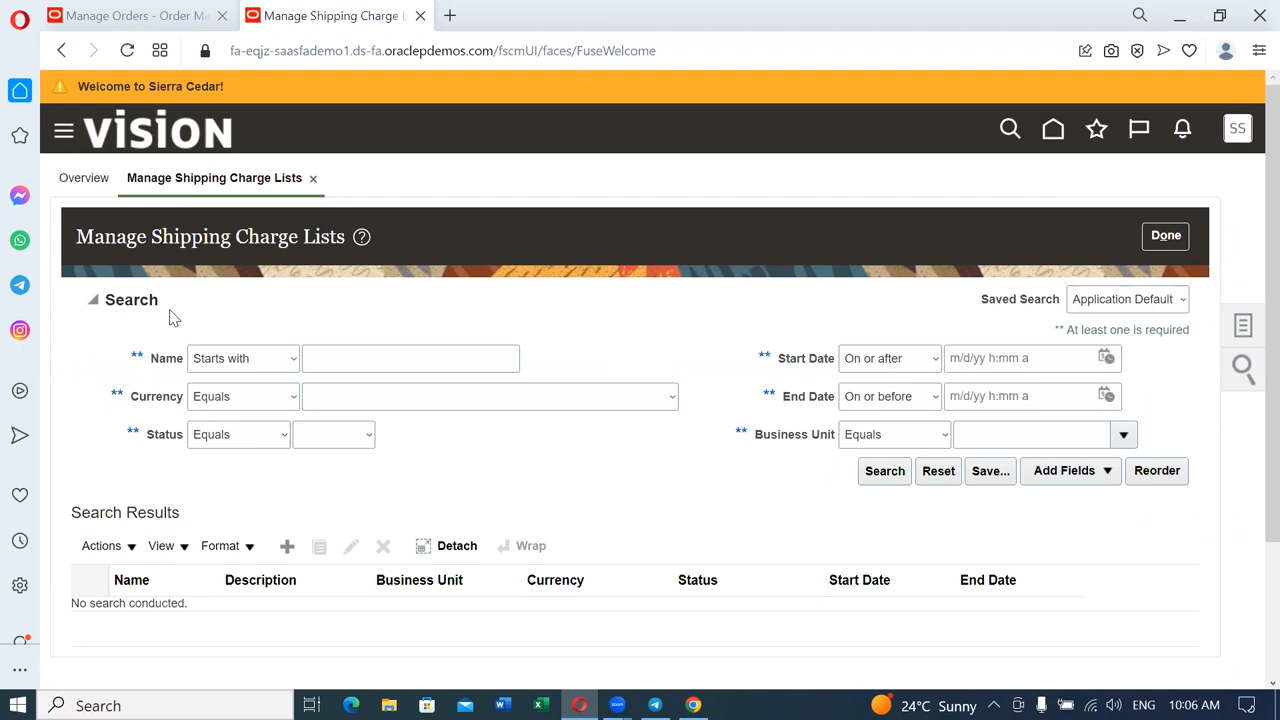 Manage Orders - Order Ma
Manage Shipping Charge L
fa-eqjz-saasfademo1.ds-fa.oraclepdemos.com/fscmUI/faces/FuseWelcome
Welcome to Sierra Cedar!
VISION
SS
Overview
Manage Shipping Charge Lists
Manage Shipping Charge Lists
Done
Search
Saved Search Application Default
** At least one is required
** Name Starts with
** Start Date On or after m/d/yy h:mm a
** Currency Equals
** End Date On or before m/d/yy h:mm a
** Status Equals
** Business Unit Equals
Search Reset Save... Add Fields Reorder
Search Results
Actions View Format Detach Wrap
Name Description Business Unit Currency Status Start Date End Date
No search conducted.
Search
24°C Sunny
ENG
10:06 AM